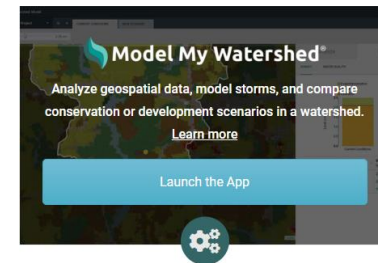 Model My Watershed®
Analyze geospatial data, model storms, and compare
conservation or development scenarios in a watershed.
Learn more
Launch the App